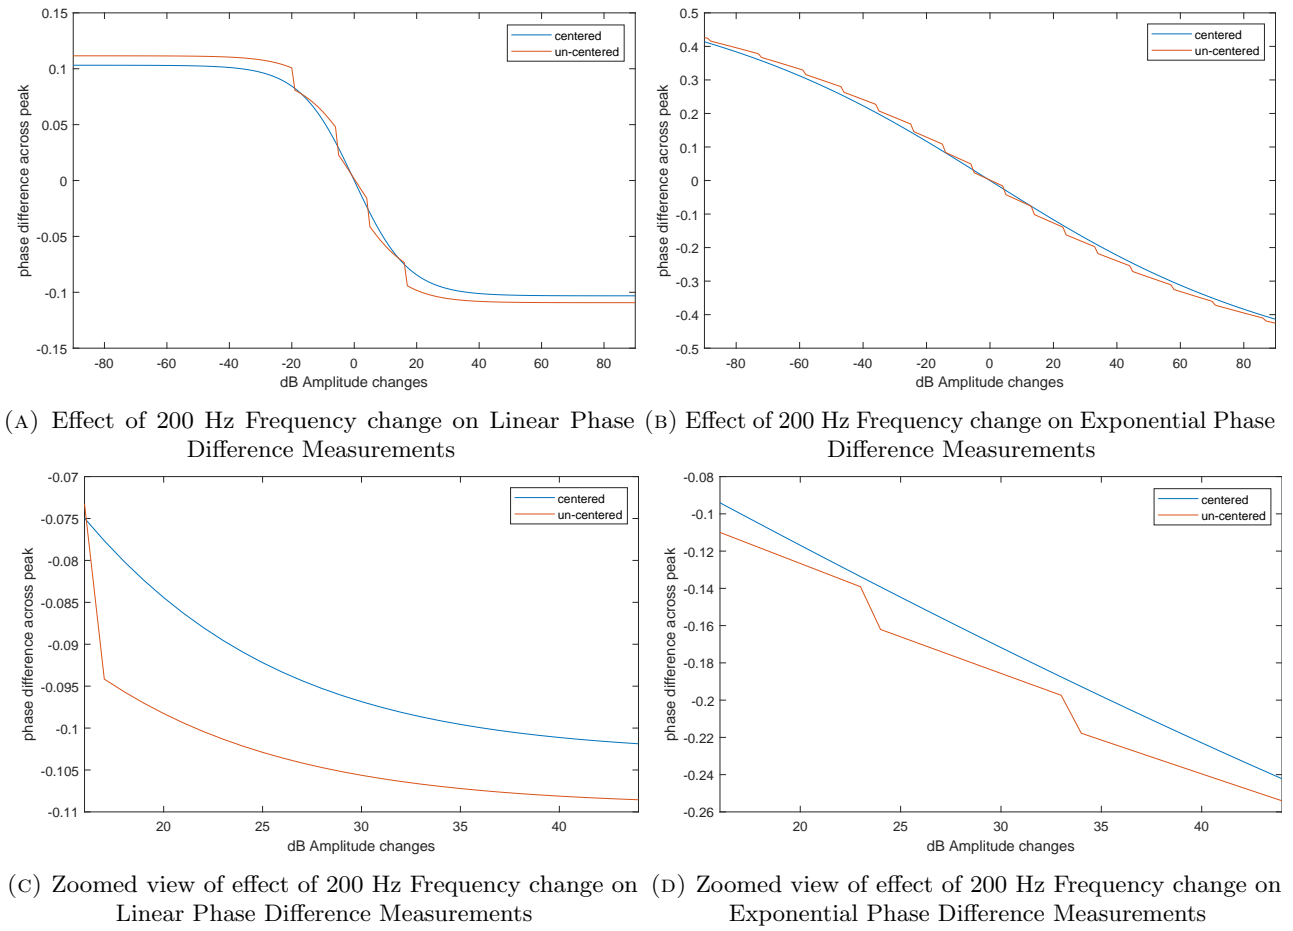 0.15
0.1
0.05
0
-0.05
-0.1
-0.15
phase difference across peak
-80 -60 -40 -20 0 20 40 60 80
dB Amplitude changes
centered
un-centered
0.5
0.4
0.3
0.2
0.1
0
-0.1
-0.2
-0.3
-0.4
-0.5
phase difference across peak
-80 -60 -40 -20 0 20 40 60 80
dB Amplitude changes
centered
un-centered
(A) Effect of 200 Hz Frequency change on Linear Phase
Difference Measurements
(B) Effect of 200 Hz Frequency change on Exponential Phase
Difference Measurements
-0.07
-0.075
-0.08
-0.085
-0.09
-0.095
-0.1
-0.105
-0.11
phase difference across peak
20 25 30 35 40
dB Amplitude changes
centered
un-centered
-0.08
-0.1
-0.12
-0.14
-0.16
-0.18
-0.2
-0.22
-0.24
-0.26
phase difference across peak
20 25 30 35 40
dB Amplitude changes
centered
un-centered
(C) Zoomed view of effect of 200 Hz Frequency change on
Linear Phase Difference Measurements
(D) Zoomed view of effect of 200 Hz Frequency change on
Exponential Phase Difference Measurements